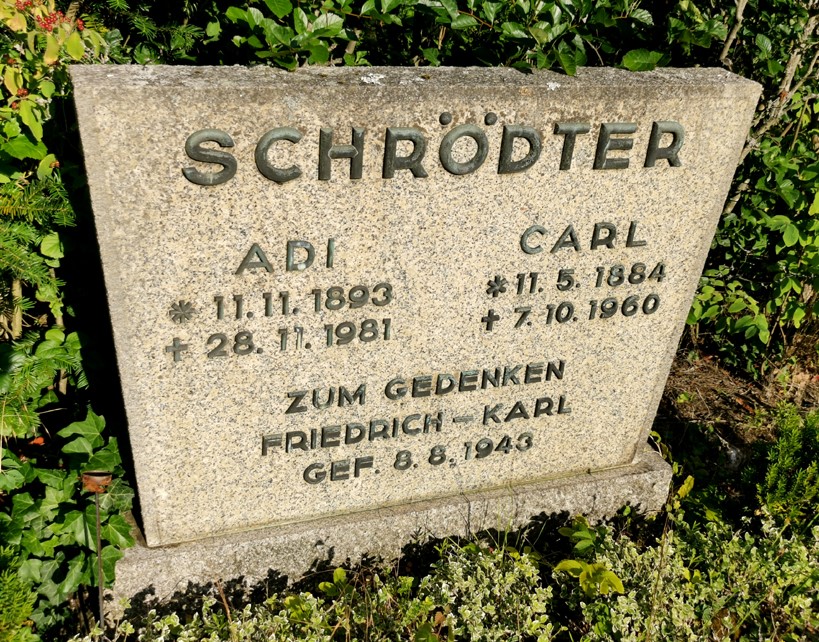 SCHRÖDTER
ADI
* 11. 11. 1893
+ 28. 11. 1981
CARL
* 11. 5. 1884
+ 7. 10. 1960
ZUM GEDENKEN
FRIEDRICH – KARL
GEF. 8. 8. 1943